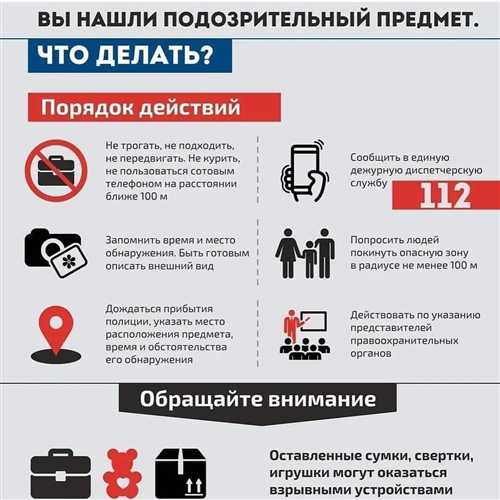 ВЫ НАШЛИ ПОДОЗРИТЕЛЬНЫЙ ПРЕДМЕТ.
ЧТО ДЕЛАТЬ?
Порядок действий
Не трогать, не подходить,
не передвигать. Не курить,
не пользоваться сотовым
телефоном на расстоянии
ближе 100 м
Сообщить в единую
дежурную диспетчерскую
службу
112
Запомнить время и место
обнаружения. Быть готовым
описать внешний вид
Попросить людей
покинуть опасную зону
в радиусе не менее 100 м
Дождаться прибытия
полиции, указать место
расположения предмета,
время и обстоятельства
его обнаружения
Действовать по указанию
представителей
правоохранительных
органов
Обращайте внимание
Оставленные сумки, свертки,
игрушки могут оказаться
взрывными устройствами